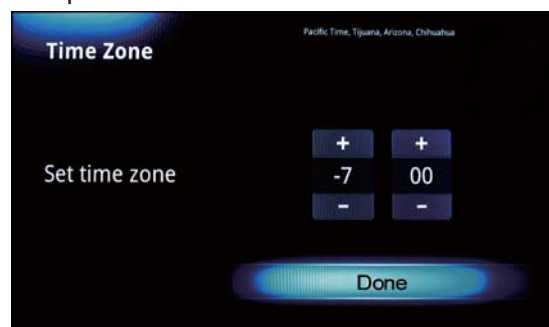 Time Zone
Pacific Time, Tijuana, Arizona, Chihuahua
+ +
Set time zone
-7 00
- -
Done